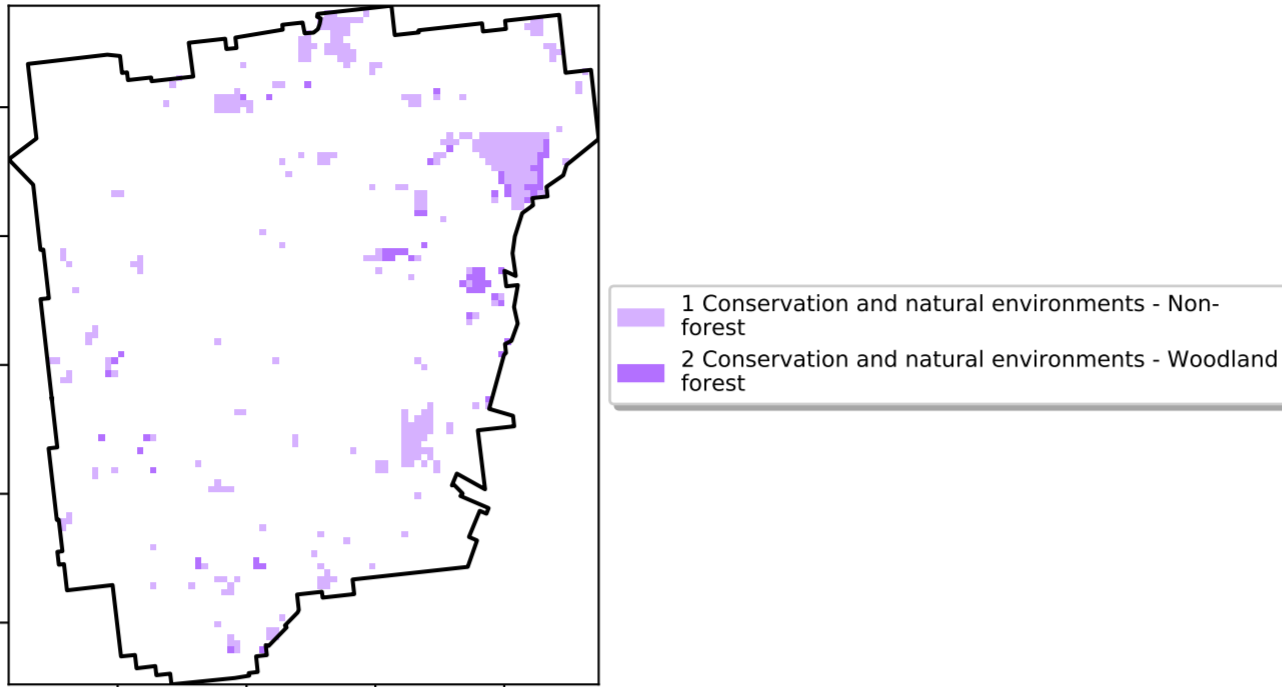 1 Conservation and natural environments - Non-
forest
2 Conservation and natural environments - Woodland
forest